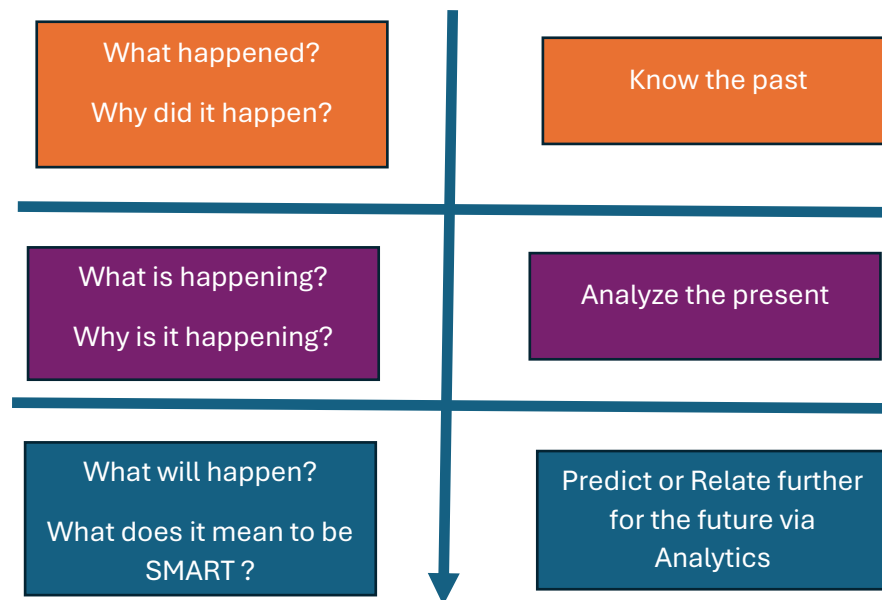 What happened?
Why did it happen?
Know the past
What is happening?
Why is it happening?
Analyze the present
What will happen?
What does it mean to be
SMART ?
Predict or Relate further
for the future via
Analytics